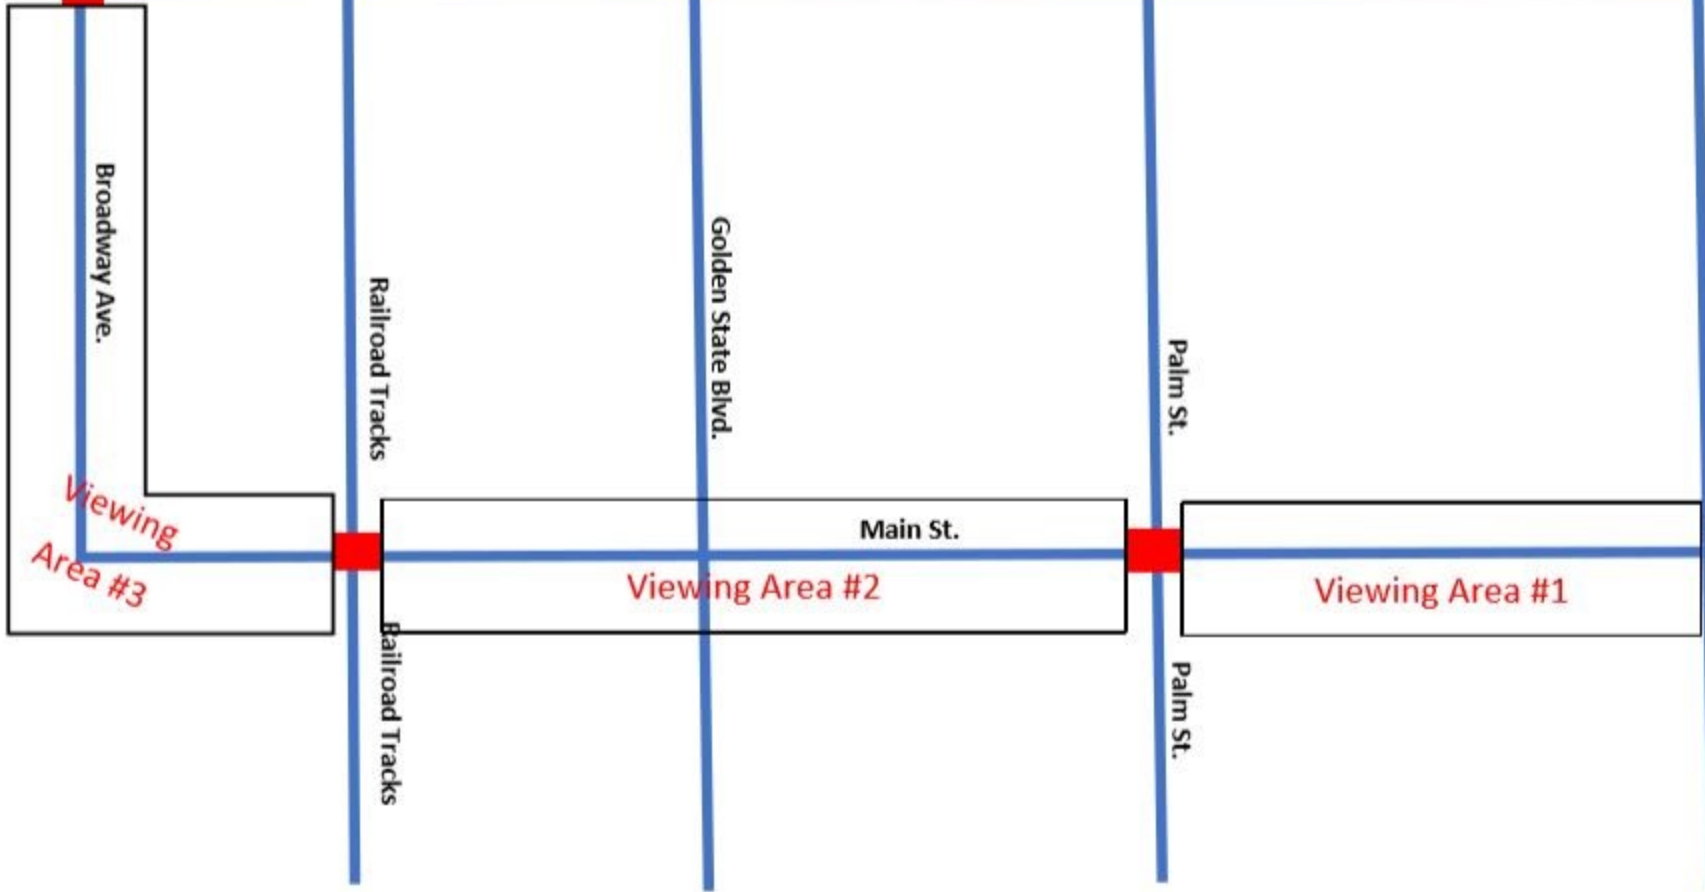 Broadway Ave.
Railroad Tracks
Golden State Blvd.
Palm St.
Viewing
Area #3
Main St.
Viewing Area #2
Viewing Area #1
Railroad Tracks
Palm St.